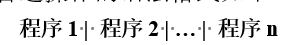 程序 1 | 程序 2 | … | 程序 n